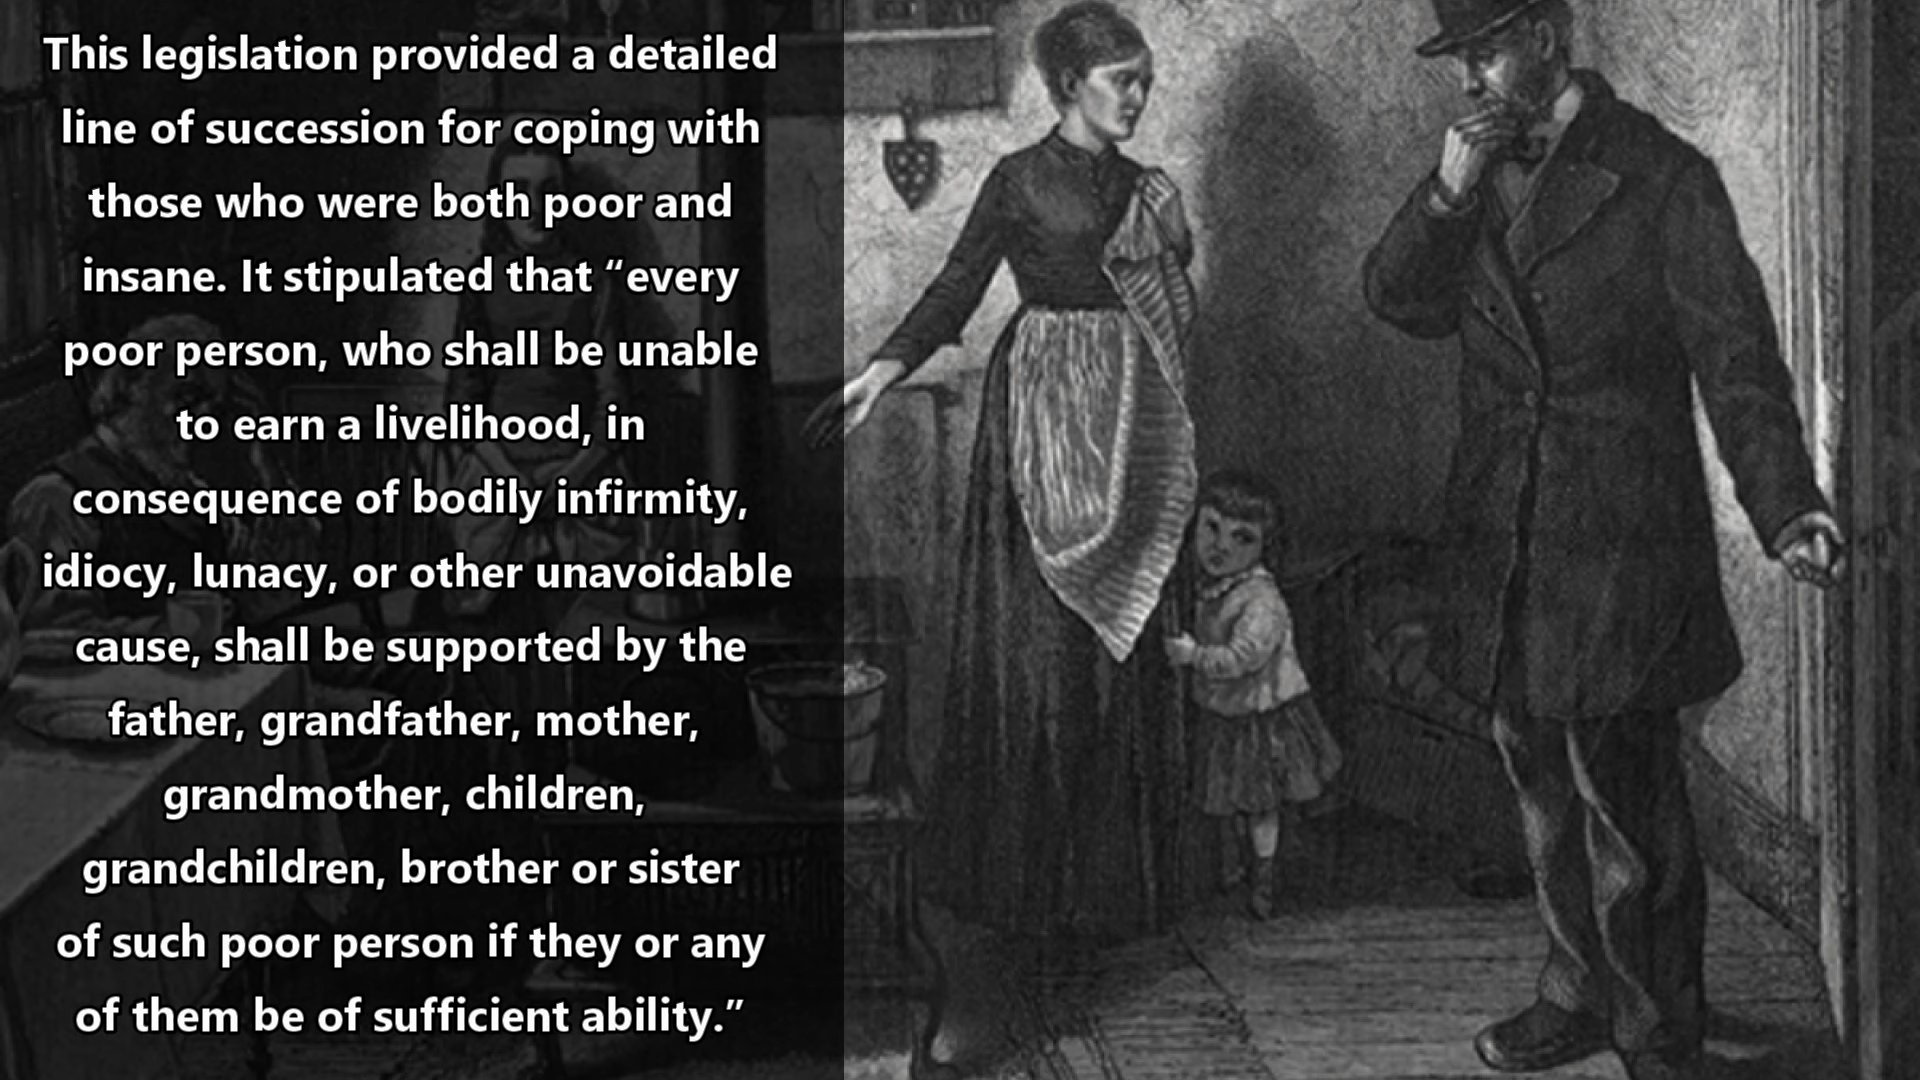 This legislation provided a detailed
line of succession for coping with
those who were both poor and
insane. It stipulated that “every
poor person, who shall be unable
to earn a livelihood, in
consequence of bodily infirmity,
idiocy, lunacy, or other unavoidable
cause, shall be supported by the
father, grandfather, mother,
grandmother, children,
grandchildren, brother or sister
of such poor person if they or any
of them be of sufficient ability.”